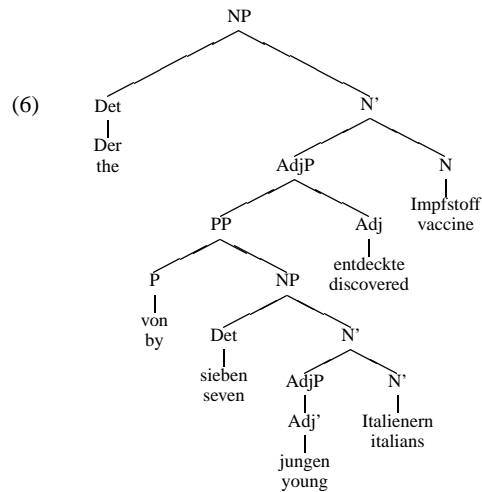 NP
(6) Det N'
Der
the
AdjP N
Impfstoff
vaccine
PP Adj
entdeckte
discovered
P NP
von
by
Det N'
sieben
seven
AdjP N'
Adj' Italienern
italians
jungen
young